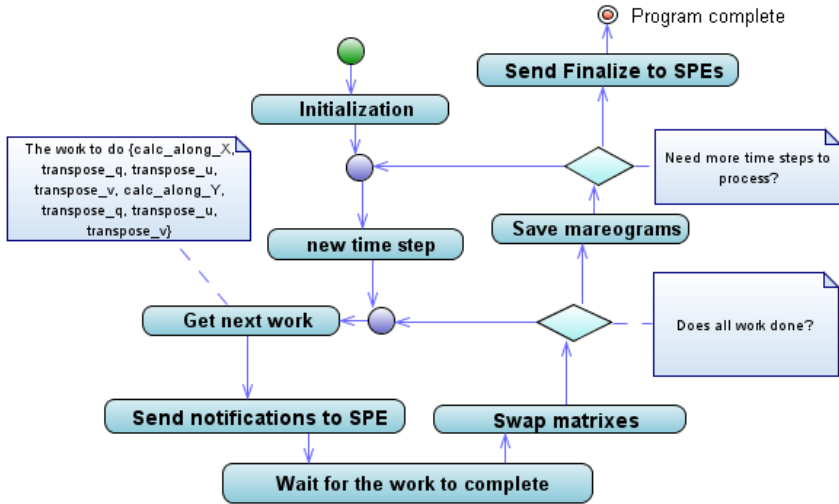 Program complete
Send Finalize to SPEs
Initialization
The work to do {calc_along_X,
transpose_q, transpose_u,
transpose_v, calc_along_Y,
transpose_q, transpose_u,
transpose_v}
Need more time steps to
process?
Save mareograms
new time step
Get next work
Does all work done?
Send notifications to SPE
Swap matrixes
Wait for the work to complete